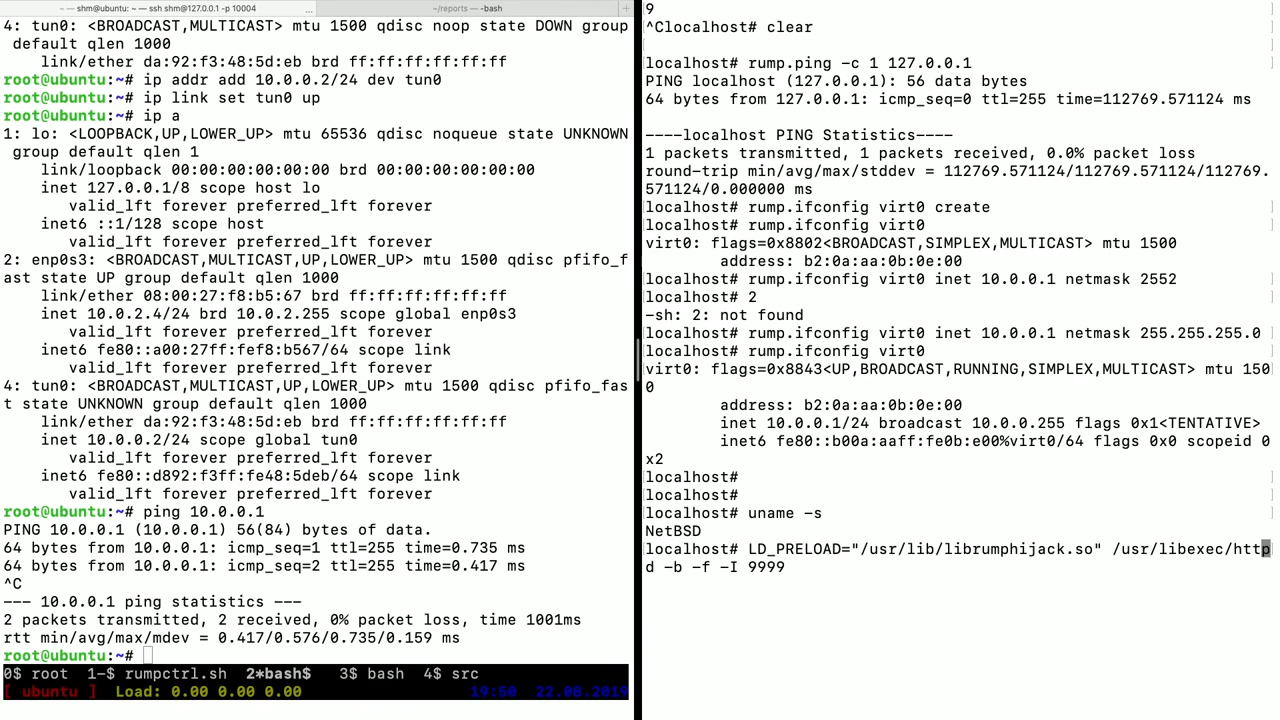 ~ — shm@ubuntu: ~ — ssh shm@127.0.0.1 -p 10004 ...
~/reports — -bash
4: tun0: <BROADCAST,MULTICAST> mtu 1500 qdisc noop state DOWN group
default qlen 1000
link/ether da:92:f3:48:5d:eb brd ff:ff:ff:ff:ff:ff
root@ubuntu:~# ip addr add 10.0.0.2/24 dev tun0
root@ubuntu:~# ip link set tun0 up
root@ubuntu:~# ip a
1: lo: <LOOPBACK,UP,LOWER_UP> mtu 65536 qdisc noqueue state UNKNOWN
group default qlen 1
link/loopback 00:00:00:00:00:00 brd 00:00:00:00:00:00
inet 127.0.0.1/8 scope host lo
valid_lft forever preferred_lft forever
inet6 ::1/128 scope host
valid_lft forever preferred_lft forever
2: enp0s3: <BROADCAST,MULTICAST,UP,LOWER_UP> mtu 1500 qdisc pfifo_f
ast state UP group default qlen 1000
link/ether 08:00:27:f8:b5:67 brd ff:ff:ff:ff:ff:ff
inet 10.0.2.4/24 brd 10.0.2.255 scope global enp0s3
valid_lft forever preferred_lft forever
inet6 fe80::a00:27ff:fef8:b567/64 scope link
valid_lft forever preferred_lft forever
4: tun0: <BROADCAST,MULTICAST,UP,LOWER_UP> mtu 1500 qdisc pfifo_fas
t state UNKNOWN group default qlen 1000
link/ether da:92:f3:48:5d:eb brd ff:ff:ff:ff:ff:ff
inet 10.0.0.2/24 scope global tun0
valid_lft forever preferred_lft forever
inet6 fe80::d892:f3ff:fe48:5deb/64 scope link
valid_lft forever preferred_lft forever
root@ubuntu:~# ping 10.0.0.1
PING 10.0.0.1 (10.0.0.1) 56(84) bytes of data.
64 bytes from 10.0.0.1: icmp_seq=1 ttl=255 time=0.735 ms
64 bytes from 10.0.0.1: icmp_seq=2 ttl=255 time=0.417 ms
^C
--- 10.0.0.1 ping statistics ---
2 packets transmitted, 2 received, 0% packet loss, time 1001ms
rtt min/avg/max/mdev = 0.417/0.576/0.735/0.159 ms
root@ubuntu:~#
0$ root 1-$ rumpctrl.sh 2*bash$ 3$ bash 4$ src
[ ubuntu ] Load: 0.00 0.00 0.00 19:50 22.08.2019
9
^Clocalhost# clear
localhost# rump.ping -c 1 127.0.0.1
PING localhost (127.0.0.1): 56 data bytes
64 bytes from 127.0.0.1: icmp_seq=0 ttl=255 time=112769.571124 ms
----localhost PING Statistics----
1 packets transmitted, 1 packets received, 0.0% packet loss
round-trip min/avg/max/stddev = 112769.571124/112769.571124/112769.
571124/0.000000 ms
localhost# rump.ifconfig virt0 create
localhost# rump.ifconfig virt0
virt0: flags=0x8802<BROADCAST,SIMPLEX,MULTICAST> mtu 1500
address: b2:0a:aa:0b:0e:00
localhost# rump.ifconfig virt0 inet 10.0.0.1 netmask 2552
localhost# 2
-sh: 2: not found
localhost# rump.ifconfig virt0 inet 10.0.0.1 netmask 255.255.255.0
localhost# rump.ifconfig virt0
virt0: flags=0x8843<UP,BROADCAST,RUNNING,SIMPLEX,MULTICAST> mtu 150
0
address: b2:0a:aa:0b:0e:00
inet 10.0.0.1/24 broadcast 10.0.0.255 flags 0x1<TENTATIVE>
inet6 fe80::b00a:aaff:fe0b:e00%virt0/64 flags 0x0 scopeid 0
x2
localhost#
localhost#
localhost# uname -s
NetBSD
localhost# LD_PRELOAD="/usr/lib/librumphijack.so" /usr/libexec/http
d -b -f -I 9999